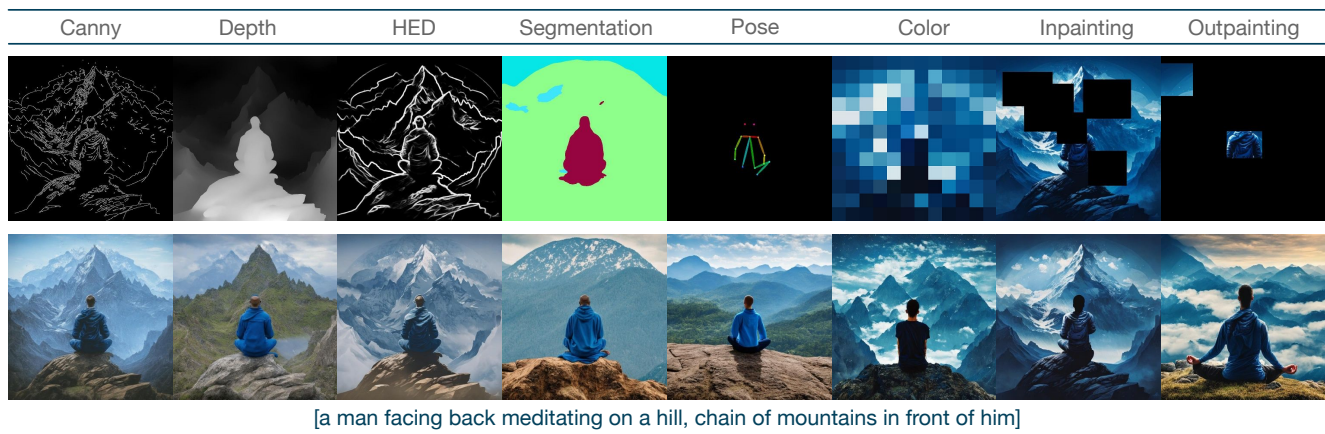 Canny Depth HED Segmentation Pose Color Inpainting Outpainting
[a man facing back meditating on a hill, chain of mountains in front of him]